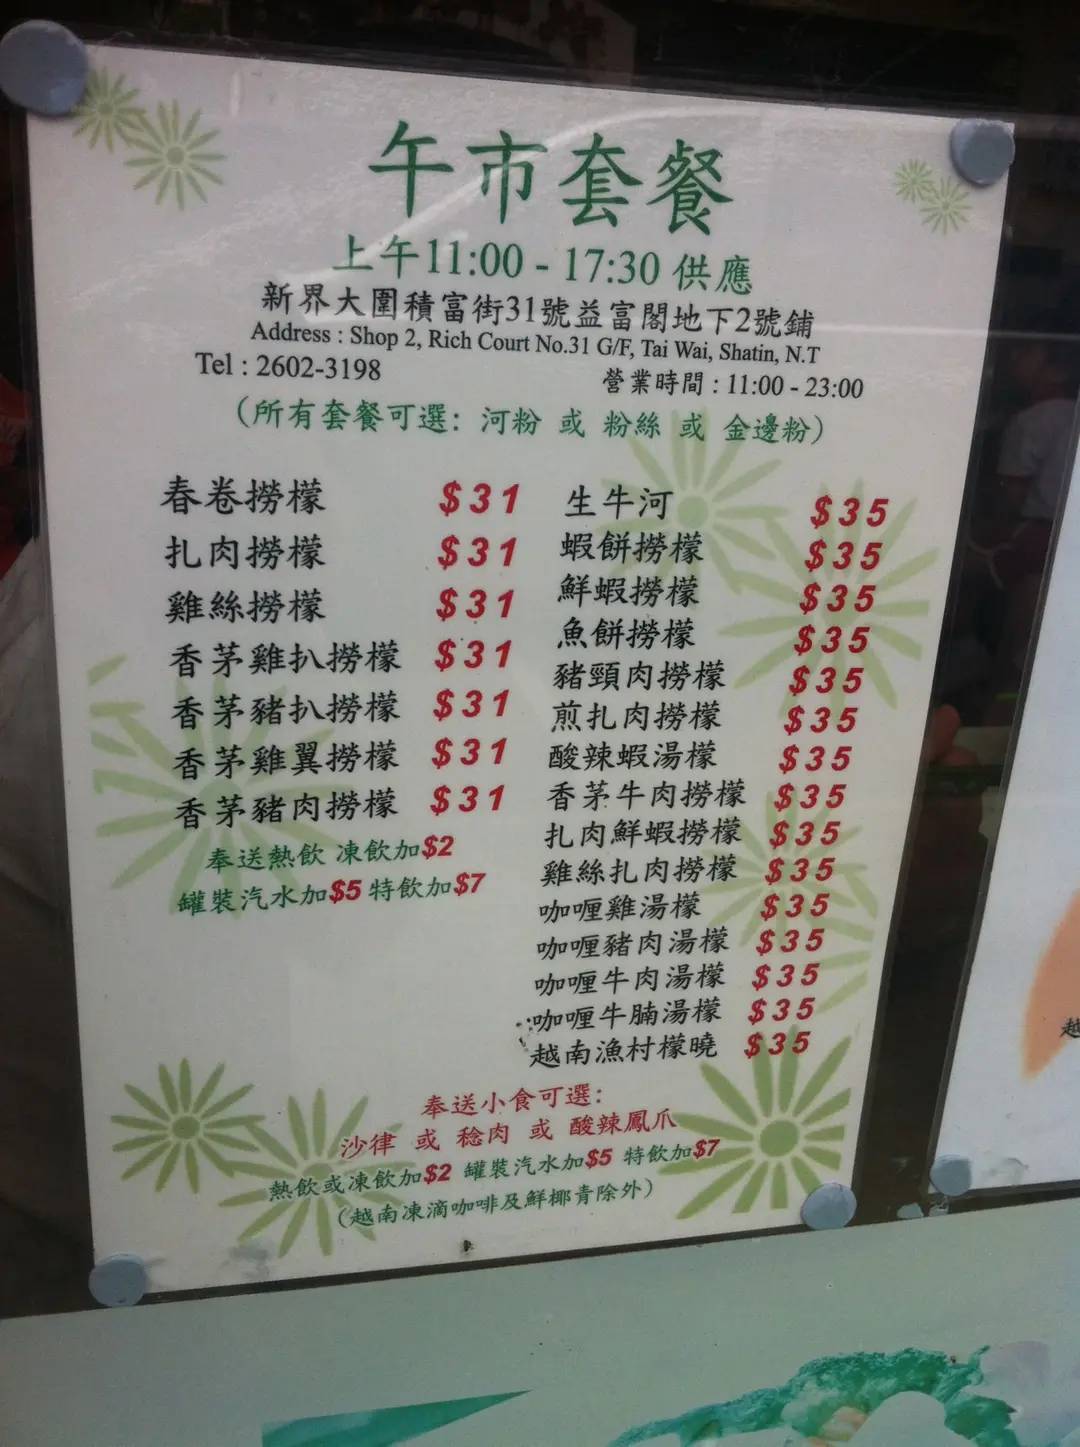 午市套餐
上午11:00 - 17:30 供應
新界大圍積富街31號益富閣地下2號鋪
Address : Shop 2, Rich Court No.31 G/F, Tai Wai, Shatin, N.T
Tel : 2602-3198
營業時間 : 11:00 - 23:00
(所有套餐可選: 河粉 或 粉絲 或 金邊粉)
春卷撈檬 $31
扎肉撈檬 $31
雞絲撈檬 $31
香茅雞扒撈檬 $31
香茅豬扒撈檬 $31
香茅雞翼撈檬 $31
香茅豬肉撈檬 $31
奉送熱飲 凍飲加$2
罐裝汽水加$5 特飲加$7
生牛河 $35
蝦餅撈檬 $35
鮮蝦撈檬 $35
魚餅撈檬 $35
豬頸肉撈檬 $35
煎扎肉撈檬 $35
酸辣蝦湯檬 $35
香茅牛肉撈檬 $35
扎肉鮮蝦撈檬 $35
雞絲扎肉撈檬 $35
咖喱雞湯檬 $35
咖喱豬肉湯檬 $35
咖喱牛肉湯檬 $35
咖喱牛腩湯檬 $35
越南漁村檬曉 $35
奉送小食可選:
沙律 或 稔肉 或 酸辣鳳爪
熱飲或凍飲加$2 罐裝汽水加$5 特飲加$7
(越南凍滴咖啡及鮮椰青除外)
越